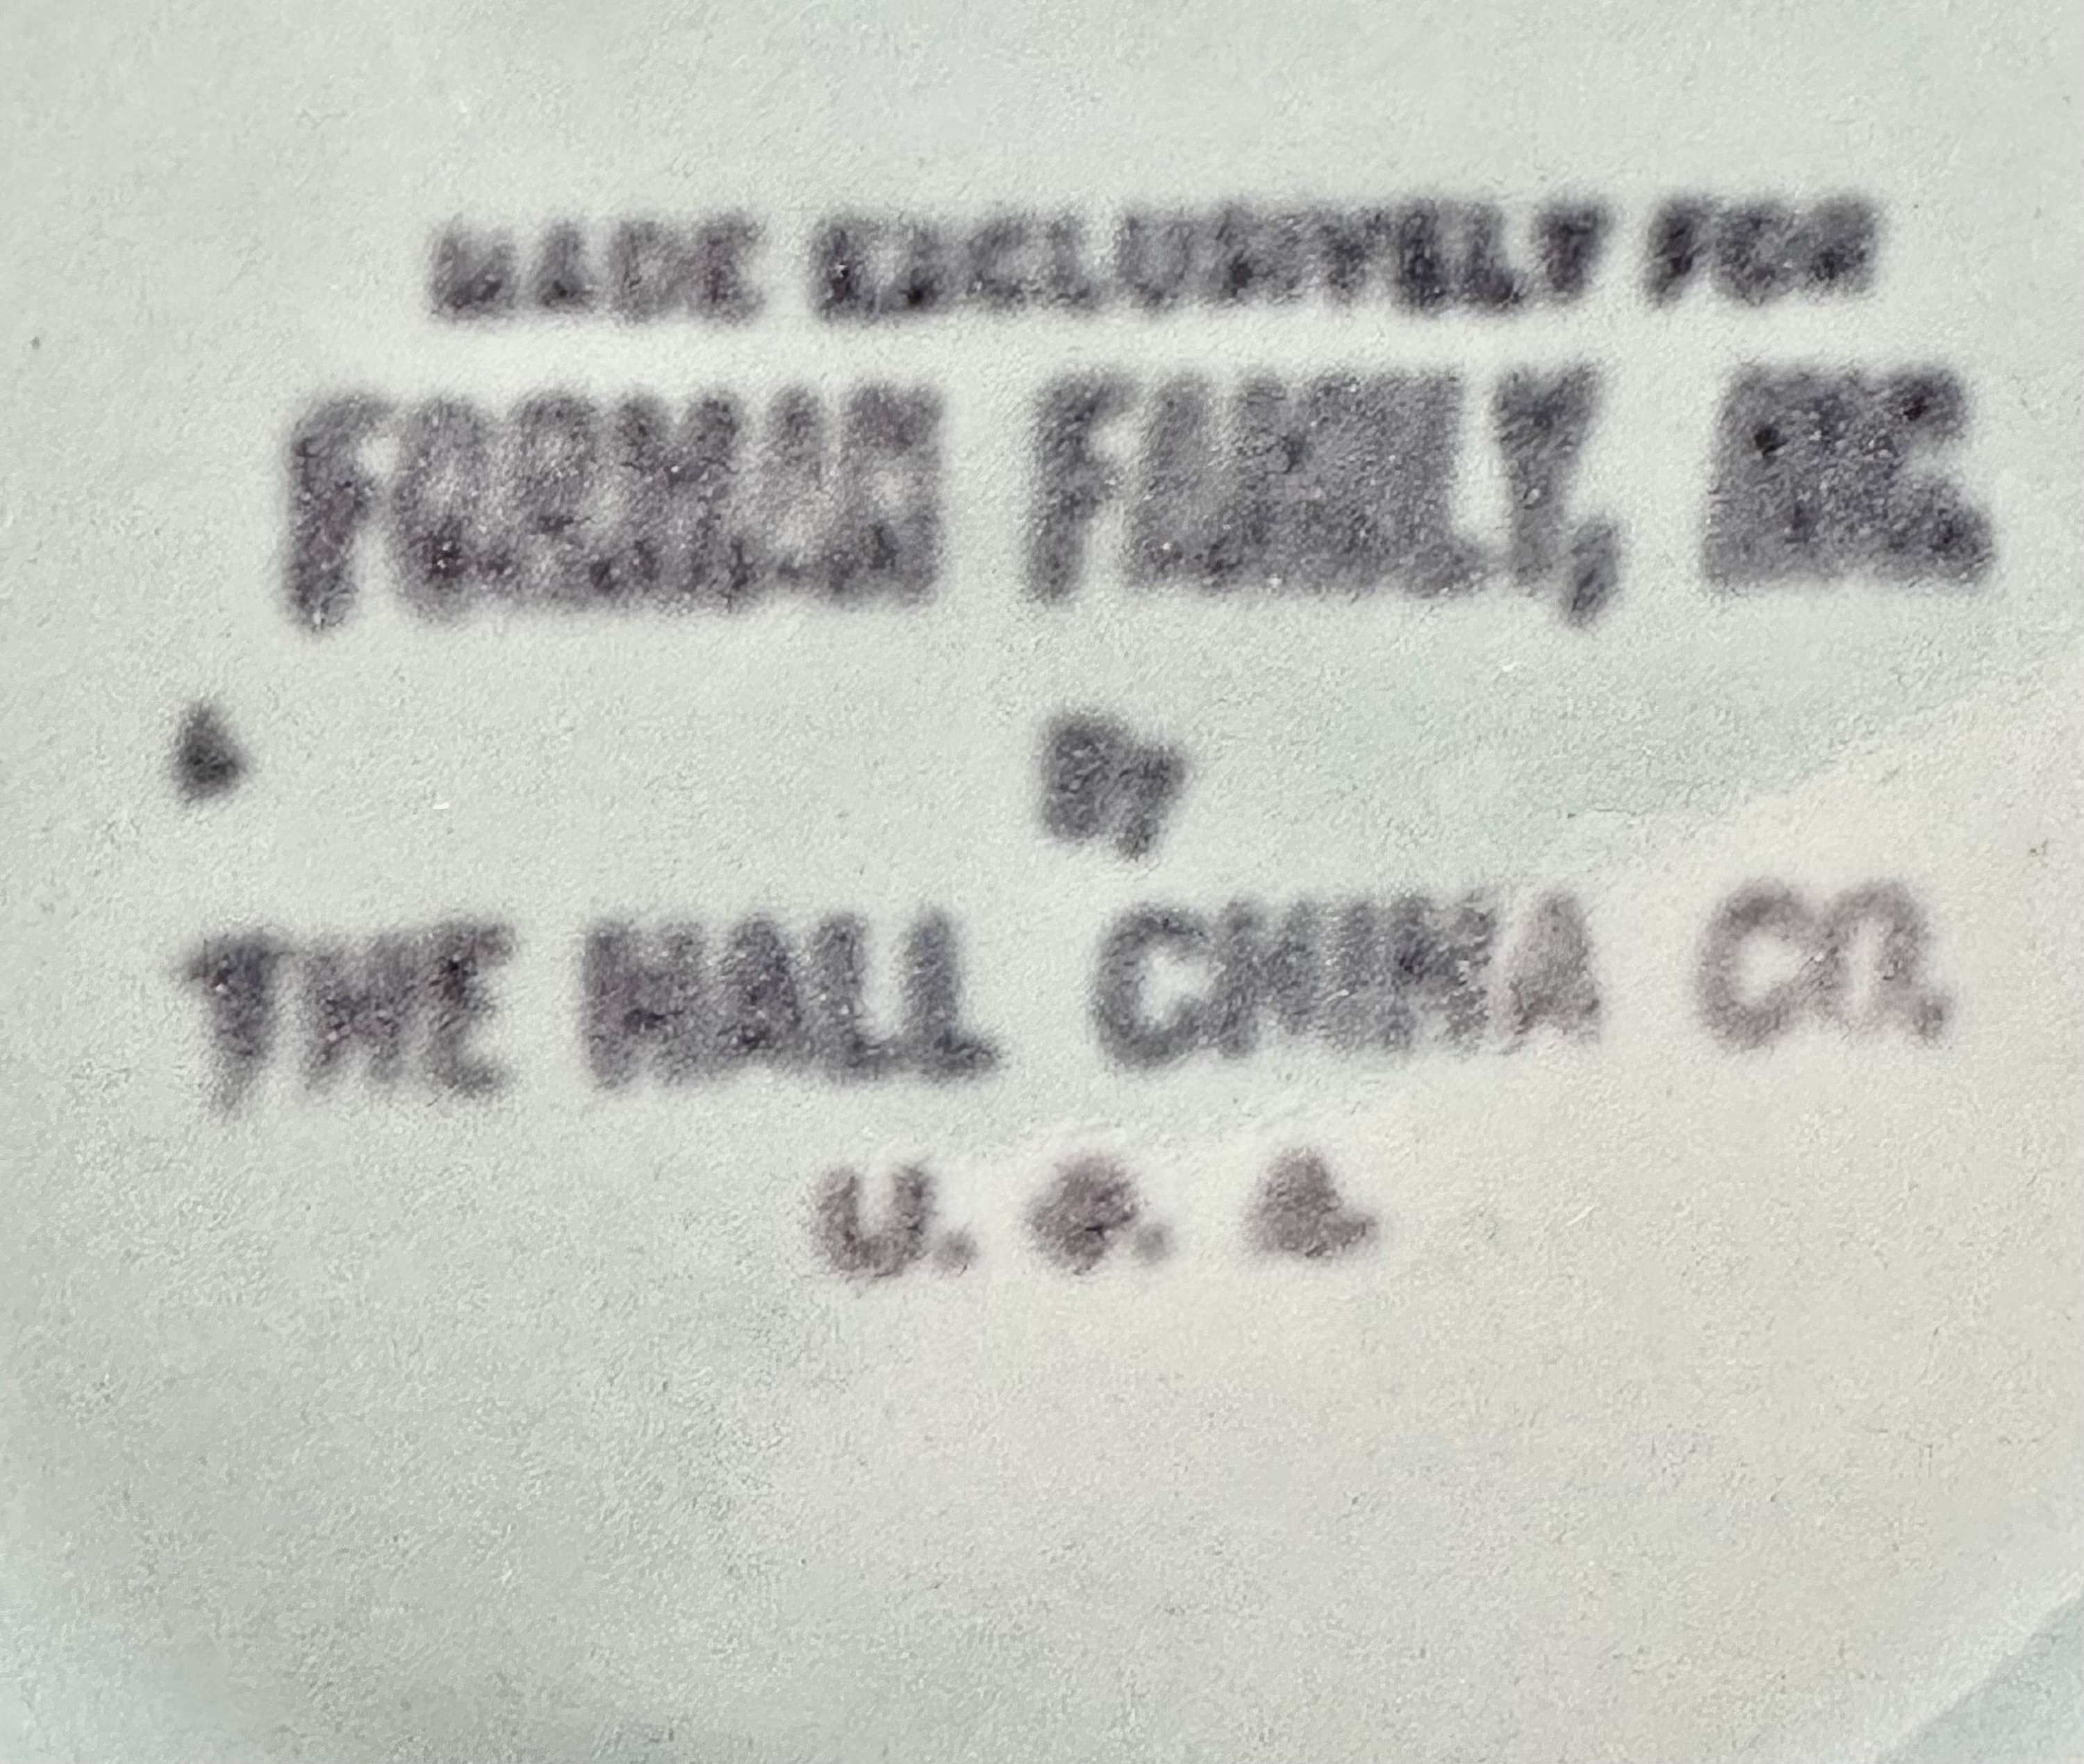 MADE EXCLUSIVELY FOR
FORMAN FAMILY, INC
By
THE HALL CHINA CO.
U. S. A.